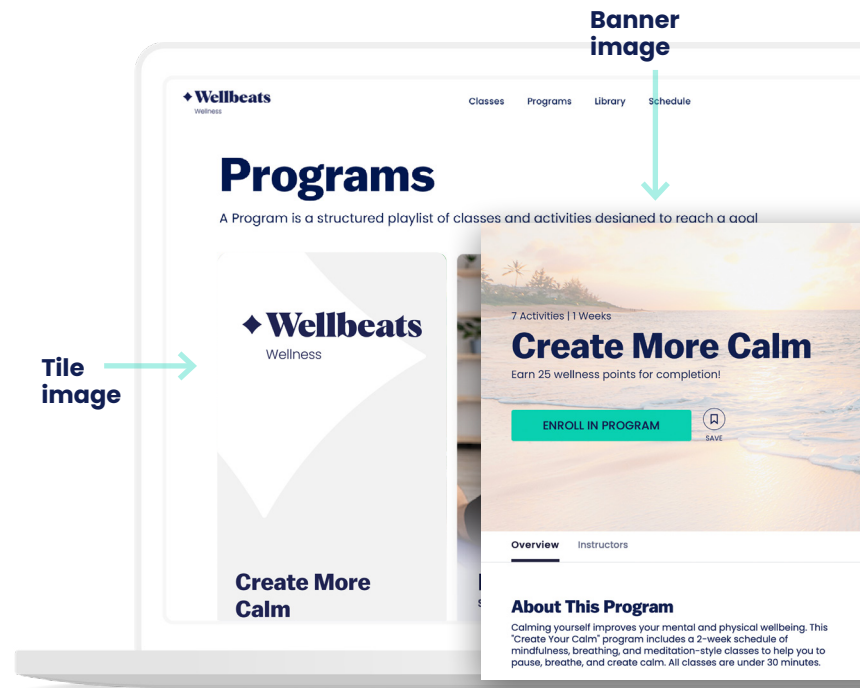 Banner
image
Wellbeats
Wellness
Classes Programs Library Schedule
Programs
A Program is a structured playlist of classes and activities designed to reach a goal
Tile
image
Wellbeats
Wellness
Create More
Calm
7 Activities | 1 Weeks
Create More Calm
Earn 25 wellness points for completion!
ENROLL IN PROGRAM
SAVE
Overview Instructors
About This Program
Calming yourself improves your mental and physical wellbeing. This
"Create Your Calm" program includes a 2-week schedule of
mindfulness, breathing, and meditation-style classes to help you to
pause, breathe, and create calm. All classes are under 30 minutes.